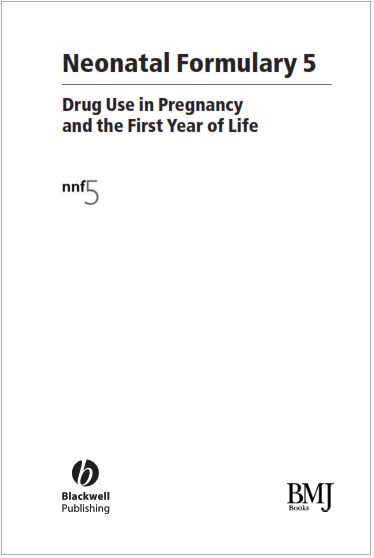 Neonatal Formulary 5
Drug Use in Pregnancy
and the First Year of Life
nnf5
b
Blackwell
Publishing
BMJ
Books